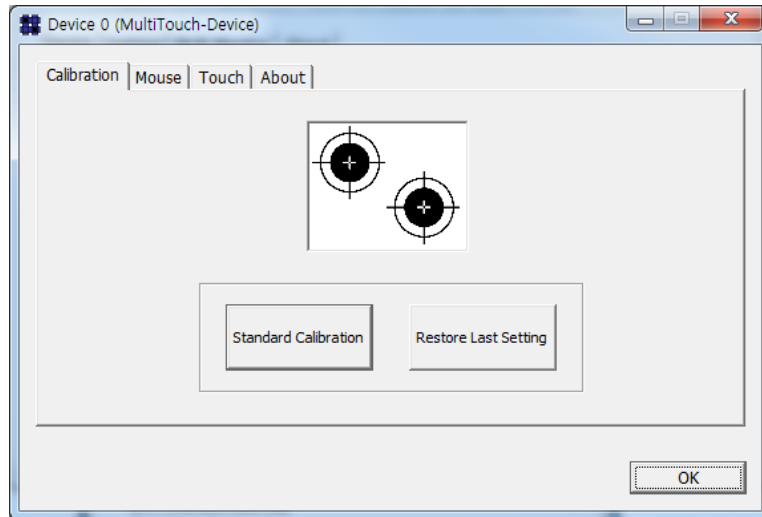 Device 0 (MultiTouch-Device)
Calibration Mouse Touch About
Standard Calibration Restore Last Setting
OK